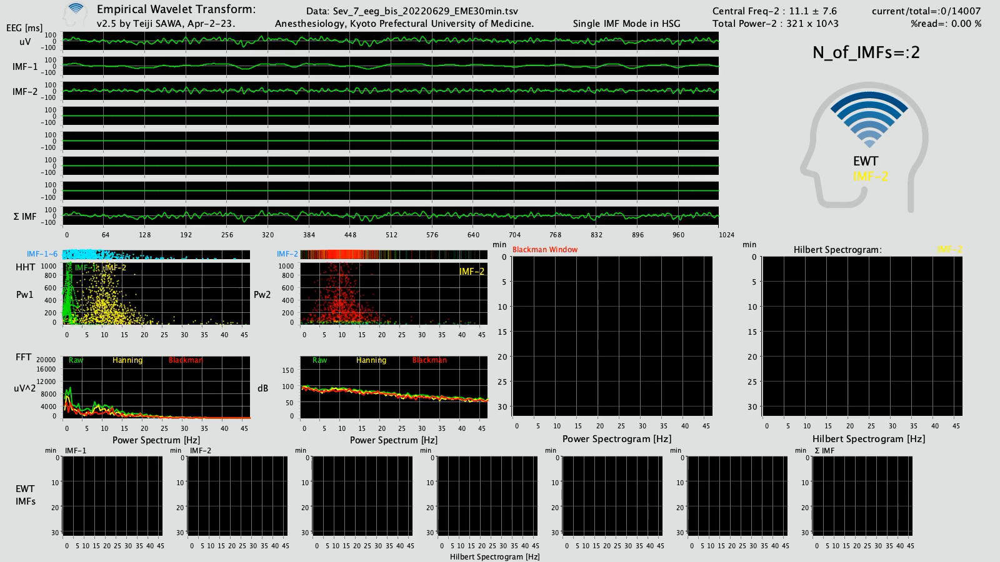 Empirical Wavelet Transform:
v2.5 by Teiji SAWA, Apr-2-23.
Data: Sev_7_eeg_bis_20220629_EME30min.tsv
Anesthesiology, Kyoto Prefectural University of Medicine.
Single IMF Mode in HSG
Central Freq-2 : 11.1 ± 7.6
Total Power-2 : 321 x 10^3
current/total=:0/14007
%read=: 0.00 %
EEG [ms]
uV
100
0
-100
IMF-1
100
0
-100
IMF-2
100
0
-100
100
0
-100
100
0
-100
100
0
-100
100
0
-100
Σ IMF
100
0
-100
0 64 128 192 256 320 384 448 512 576 640 704 768 832 896 960 1024
N_of_IMFs=:2
EWT
IMF-2
IMF-1~6
HHT
Pw1
1000
800
600
400
200
0
IMF-1 IMF-2
0 5 10 15 20 25 30 35 40 45
IMF-2
Pw2
1000
800
600
400
200
0
IMF-2
0 5 10 15 20 25 30 35 40 45
FFT
uV^2
20000
16000
12000
8000
4000
0
Raw Hanning Blackman
0 5 10 15 20 25 30 35 40 45
Power Spectrum [Hz]
dB
150
100
50
0
Raw Hanning Blackman
0 5 10 15 20 25 30 35 40 45
Power Spectrum [Hz]
min
Blackman Window
0
5
10
15
20
25
30
0 5 10 15 20 25 30 35 40 45
Power Spectrogram [Hz]
min
Hilbert Spectrogram: IMF-2
0
5
10
15
20
25
30
0 5 10 15 20 25 30 35 40 45
Hilbert Spectrogram [Hz]
EWT
IMFs
min IMF-1
0
10
20
30
0 5 10 15 20 25 30 35 45
min IMF-2
0
10
20
30
0 5 10 15 20 25 30 35 45
min
0
10
20
30
0 5 10 15 20 25 30 35 45
min
0
10
20
30
0 5 10 15 20 25 30 35 45
min
0
10
20
30
0 5 10 15 20 25 30 35 45
min
0
10
20
30
0 5 10 15 20 25 30 35 45
min Σ IMF
0
10
20
30
0 5 10 15 20 25 30 35 45
Hilbert Spectrogram [Hz]